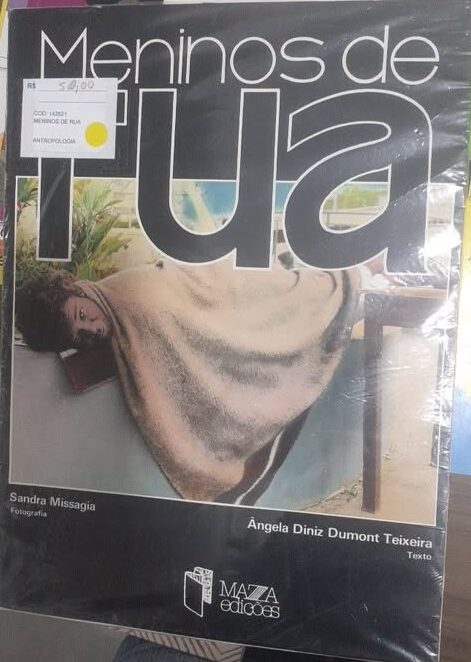 Meninos de
rua
R$ 50,00
COD: 142621
MENINOS DE RUA
ANTROPOLOGIA
Sandra Missagia
Fotografia
Ângela Diniz Dumont Teixeira
Texto
MAZZA
edições